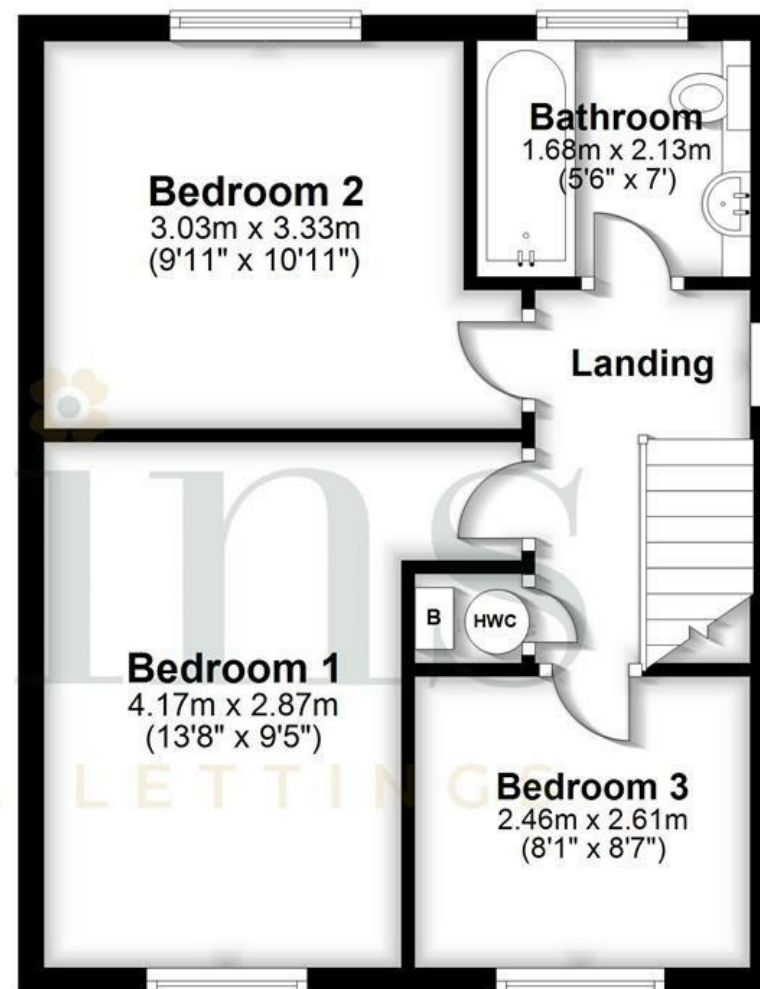 Bathroom
1.68m x 2.13m
(5'6" x 7')
Bedroom 2
3.03m x 3.33m
(9'11" x 10'11")
Landing
ins
B
HWC
Bedroom 1
4.17m x 2.87m
(13'8" x 9'5")
LETTINGS
Bedroom 3
2.46m x 2.61m
(8'1" x 8'7")